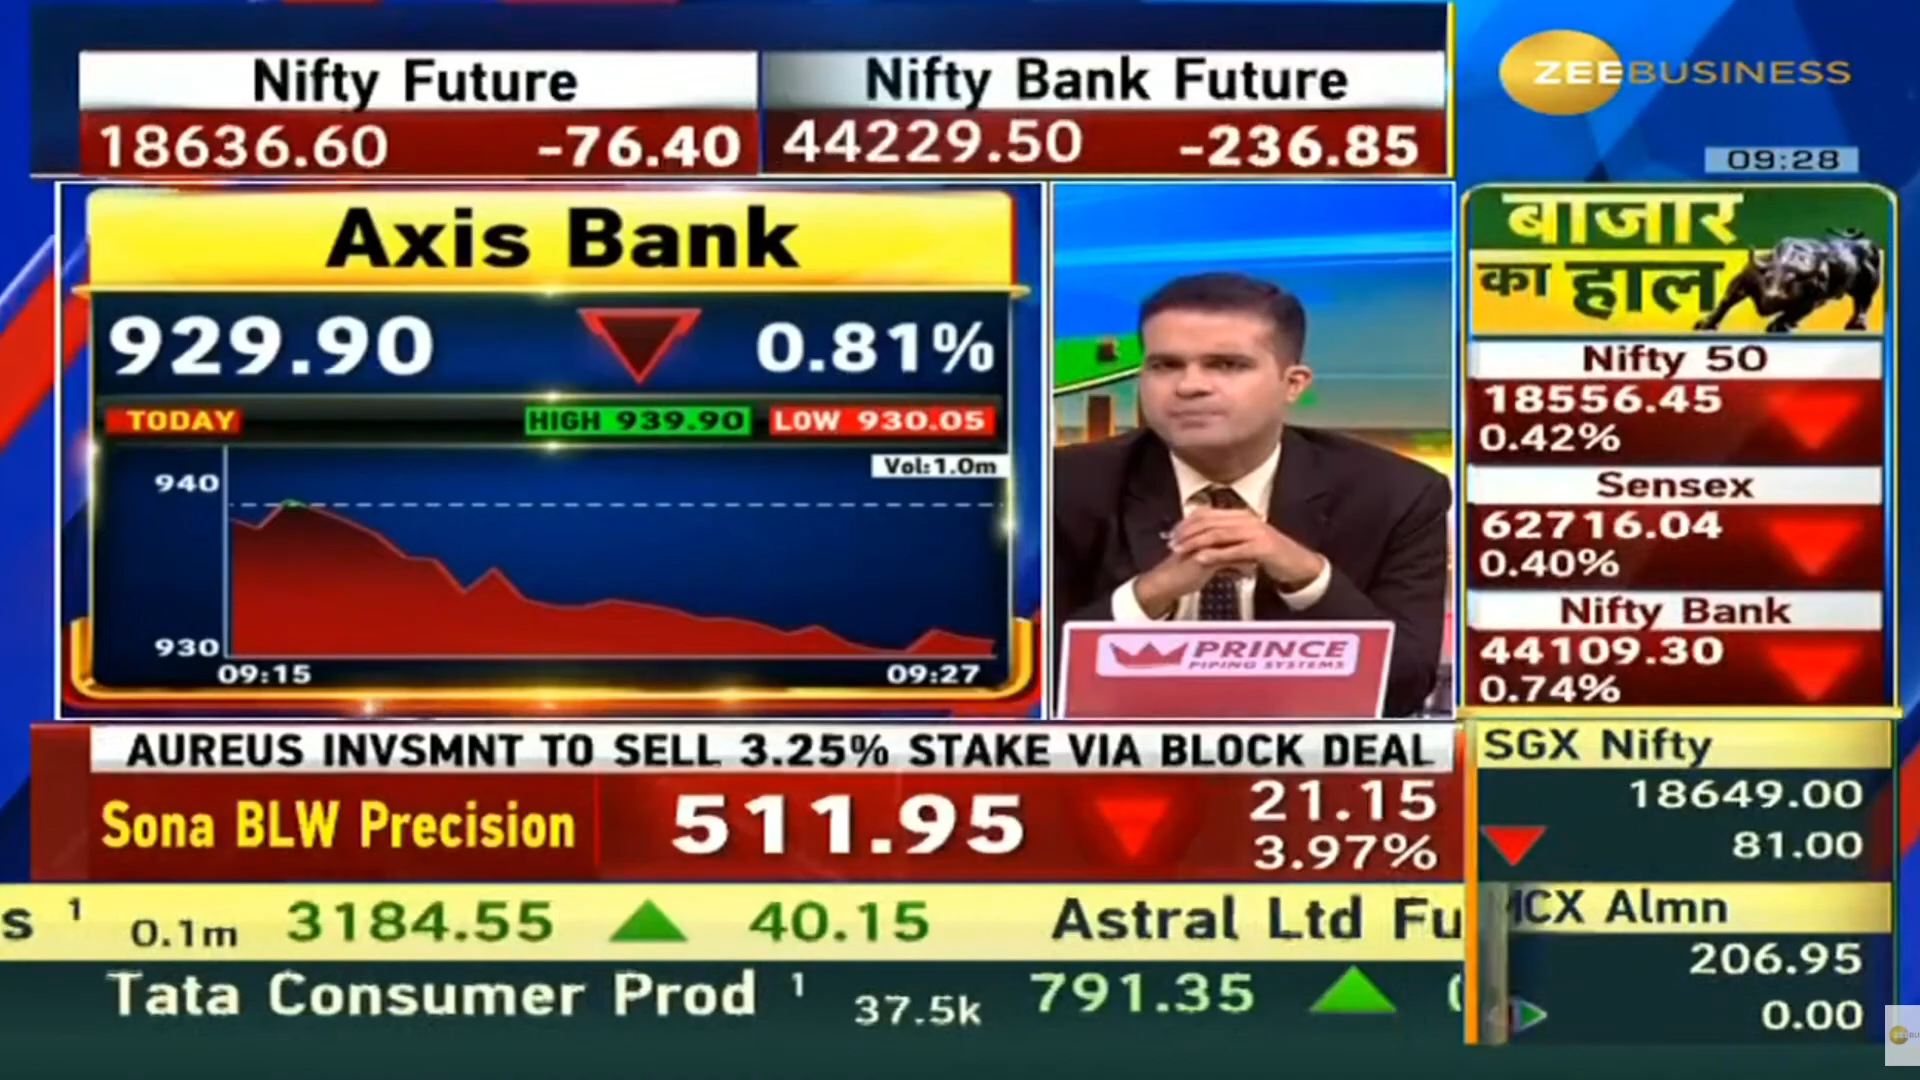 Nifty Future
18636.60 -76.40
Nifty Bank Future
44229.50 -236.85
ZEEBUSINESS
09:28
Axis Bank
929.90 0.81%
TODAY HIGH 939.90 LOW 930.05
Vol:1.0m
940
930
09:15 09:27
PRINCE
PIPING SYSTEMS
बाजार
का हाल
Nifty 50
18556.45
0.42%
Sensex
62716.04
0.40%
Nifty Bank
44109.30
0.74%
AUREUS INVSMNT TO SELL 3.25% STAKE VIA BLOCK DEAL
Sona BLW Precision 511.95 21.15
3.97%
SGX Nifty
18649.00
81.00
MCX Almn
206.95
0.00
s 1 0.1m 3184.55 40.15 Astral Ltd Fu
Tata Consumer Prod 1 37.5k 791.35